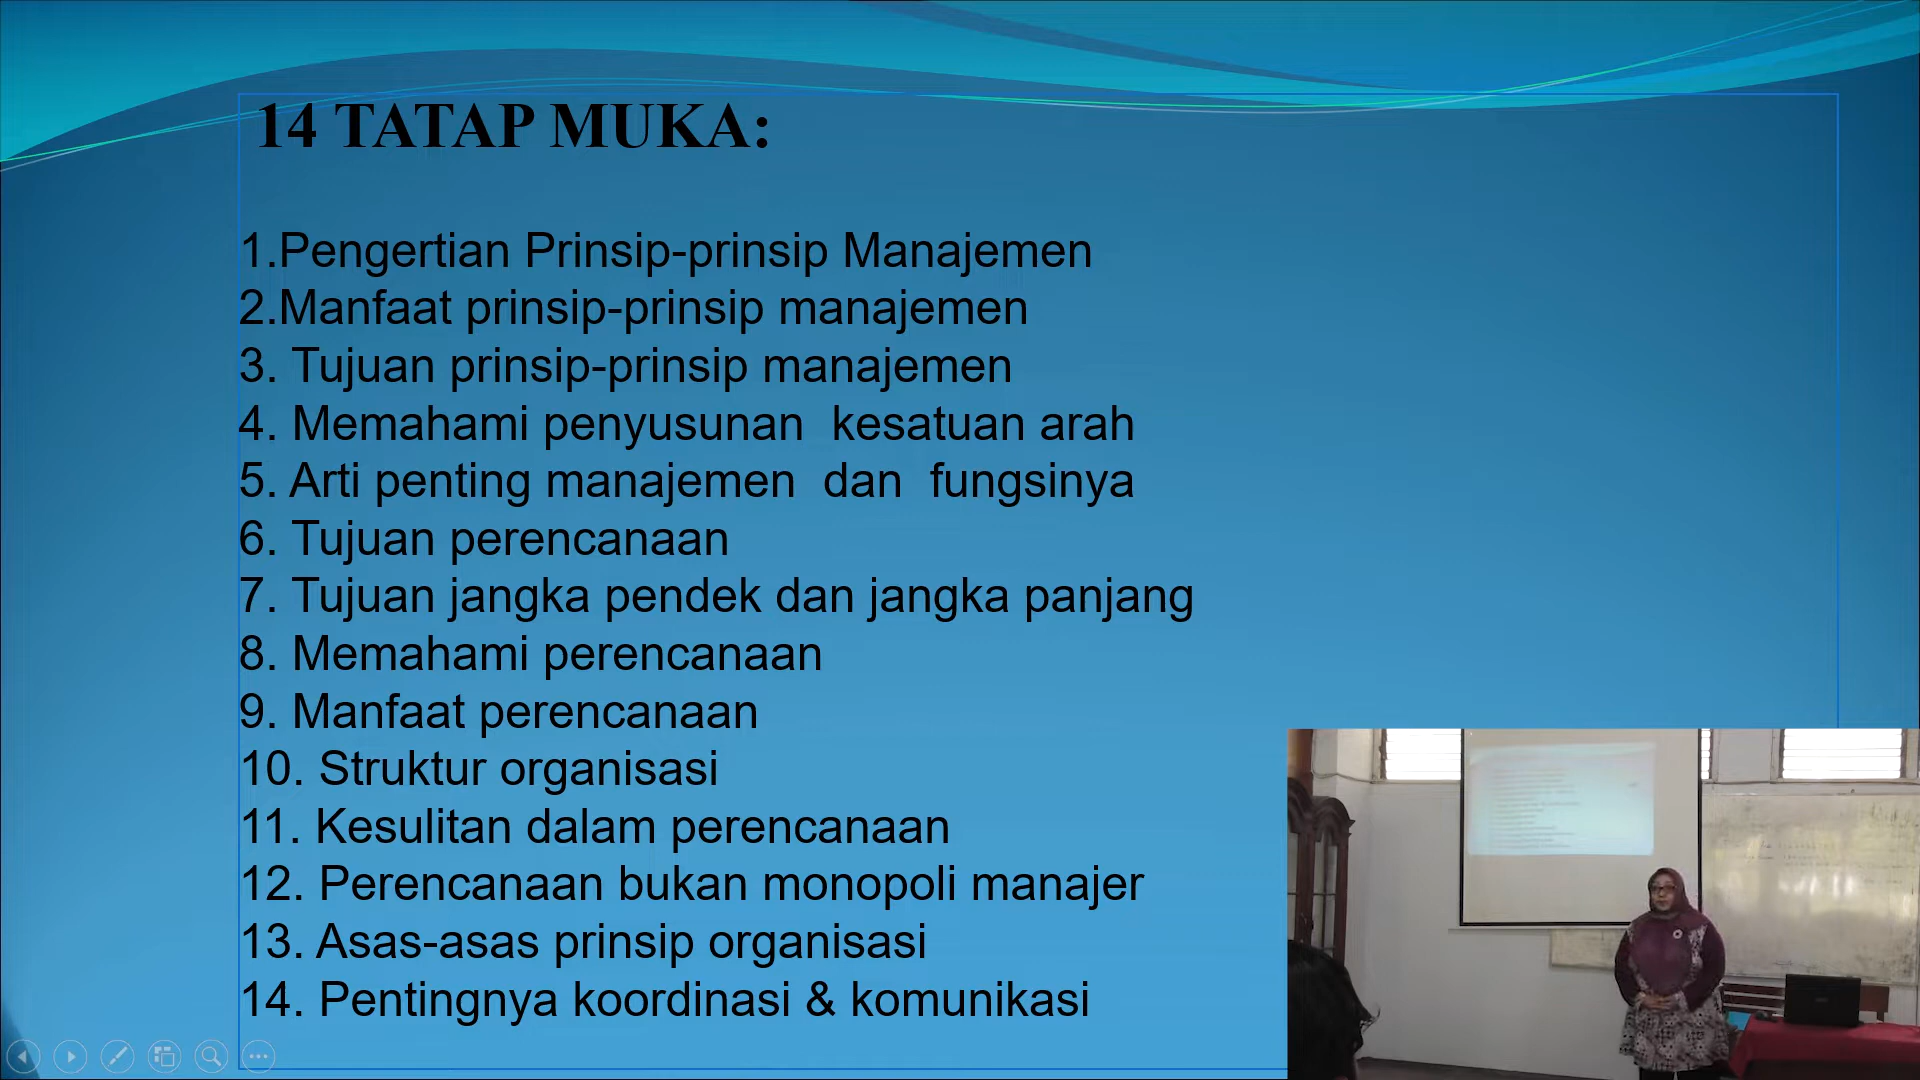 14 TATAP MUKA:
1.Pengertian Prinsip-prinsip Manajemen
2.Manfaat prinsip-prinsip manajemen
3. Tujuan prinsip-prinsip manajemen
4. Memahami penyusunan  kesatuan arah
5. Arti penting manajemen  dan  fungsinya
6. Tujuan perencanaan
7. Tujuan jangka pendek dan jangka panjang
8. Memahami perencanaan
9. Manfaat perencanaan
10. Struktur organisasi
11. Kesulitan dalam perencanaan
12. Perencanaan bukan monopoli manajer
13. Asas-asas prinsip organisasi
14. Pentingnya koordinasi & komunikasi